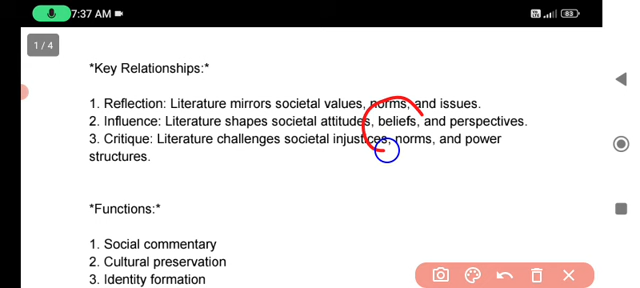 7:37 AM
83
1 / 4
*Key Relationships:*
1. Reflection: Literature mirrors societal values, norms, and issues.
2. Influence: Literature shapes societal attitudes, beliefs, and perspectives.
3. Critique: Literature challenges societal injustices, norms, and power
structures.
*Functions:*
1. Social commentary
2. Cultural preservation
3. Identity formation